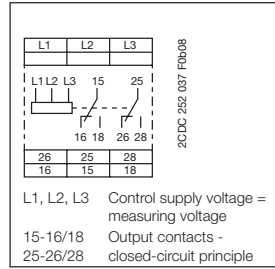 L1 L2 L3
L1 L2 L3 15 25
16 18 26 28
26 25 28
16 15 18
2CDC 252 037 F0b08
L1, L2, L3 Control supply voltage =
measuring voltage
15-16/18 Output contacts -
25-26/28 closed-circuit principle